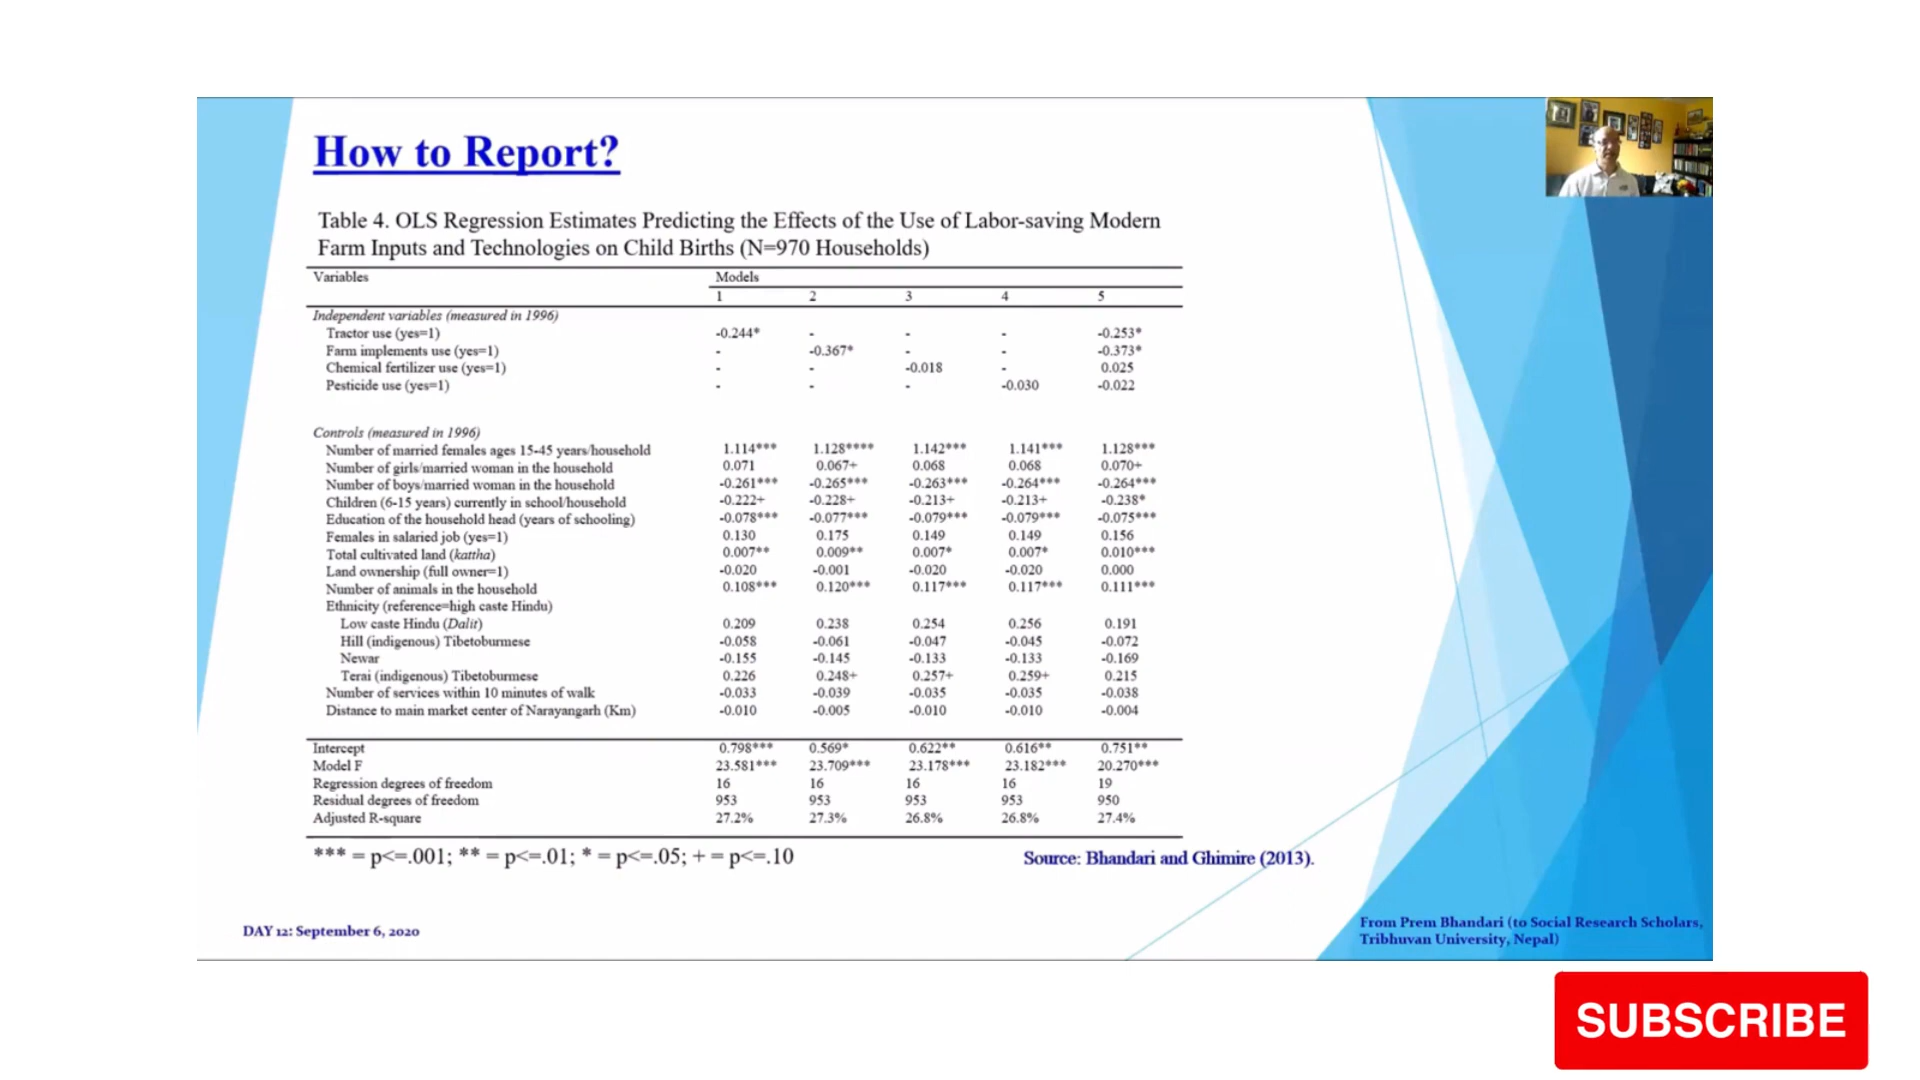 How to Report?
Table 4. OLS Regression Estimates Predicting the Effects of the Use of Labor-saving Modern
Farm Inputs and Technologies on Child Births (N=970 Households)
Variables Models
1 2 3 4 5
Independent variables (measured in 1996)
Tractor use (yes=1) -0.244* - - - -0.253*
Farm implements use (yes=1) - -0.367* - - -0.373*
Chemical fertilizer use (yes=1) - - -0.018 - 0.025
Pesticide use (yes=1) - - - -0.030 -0.022
Controls (measured in 1996)
Number of married females ages 15-45 years/household 1.114*** 1.128**** 1.142*** 1.141*** 1.128***
Number of girls/married woman in the household 0.071 0.067+ 0.068 0.068 0.070+
Number of boys/married woman in the household -0.261*** -0.265*** -0.263*** -0.264*** -0.264***
Children (6-15 years) currently in school/household -0.222+ -0.228+ -0.213+ -0.213+ -0.238*
Education of the household head (years of schooling) -0.078*** -0.077*** -0.079*** -0.079*** -0.075***
Females in salaried job (yes=1) 0.130 0.175 0.149 0.149 0.156
Total cultivated land (kattha) 0.007** 0.009** 0.007* 0.007* 0.010***
Land ownership (full owner=1) -0.020 -0.001 -0.020 -0.020 0.000
Number of animals in the household 0.108*** 0.120*** 0.117*** 0.117*** 0.111***
Ethnicity (reference=high caste Hindu)
Low caste Hindu (Dalit) 0.209 0.238 0.254 0.256 0.191
Hill (indigenous) Tibetoburmese -0.058 -0.061 -0.047 -0.045 -0.072
Newar -0.155 -0.145 -0.133 -0.133 -0.169
Terai (indigenous) Tibetoburmese 0.226 0.248+ 0.257+ 0.259+ 0.215
Number of services within 10 minutes of walk -0.033 -0.039 -0.035 -0.035 -0.038
Distance to main market center of Narayangarh (Km) -0.010 -0.005 -0.010 -0.010 -0.004
Intercept 0.798*** 0.569* 0.622** 0.616** 0.751**
Model F 23.581*** 23.709*** 23.178*** 23.182*** 20.270***
Regression degrees of freedom 16 16 16 16 19
Residual degrees of freedom 953 953 953 953 950
Adjusted R-square 27.2% 27.3% 26.8% 26.8% 27.4%
*** = p<=.001; ** = p<=.01; * = p<=.05; + = p<=.10
Source: Bhandari and Ghimire (2013).
DAY 12: September 6, 2020
From Prem Bhandari (to Social Research Scholars,
Tribhuvan University, Nepal)
SUBSCRIBE